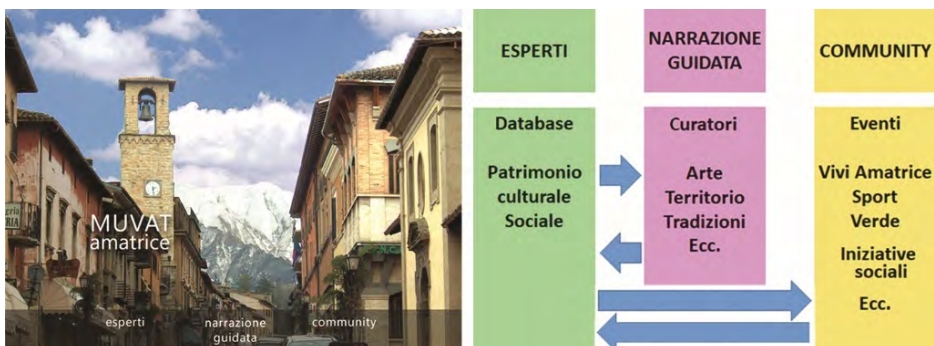 MUVAT
amatrice
esperti
narrazione
guidata
community
ESPERTI
NARRAZIONE
GUIDATA
COMMUNITY
Database
Patrimonio
culturale
Sociale
Curatori
Arte
Territorio
Tradizioni
Ecc.
Eventi
Vivi Amatrice
Sport
Verde
Iniziative
sociali
Ecc.